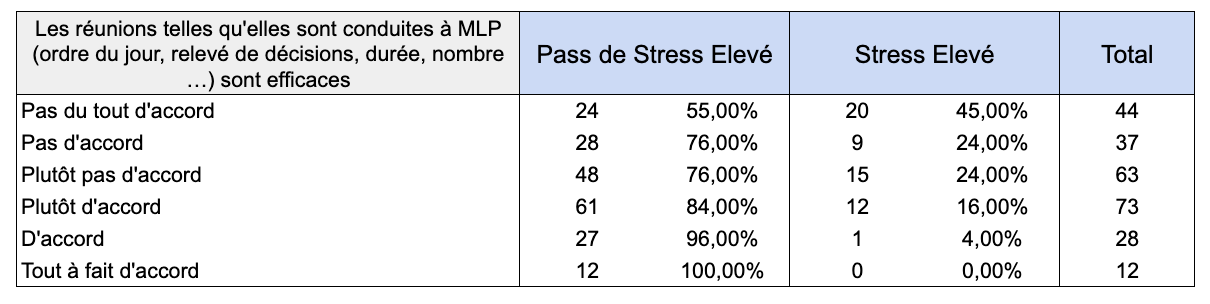 Les réunions telles qu'elles sont conduites à MLP
(ordre du jour, relevé de décisions, durée, nombre
…) sont efficaces
Pass de Stress Elevé Stress Elevé Total
Pas du tout d'accord 24 55,00% 20 45,00% 44
Pas d'accord 28 76,00% 9 24,00% 37
Plutôt pas d'accord 48 76,00% 15 24,00% 63
Plutôt d'accord 61 84,00% 12 16,00% 73
D'accord 27 96,00% 1 4,00% 28
Tout à fait d'accord 12 100,00% 0 0,00% 12